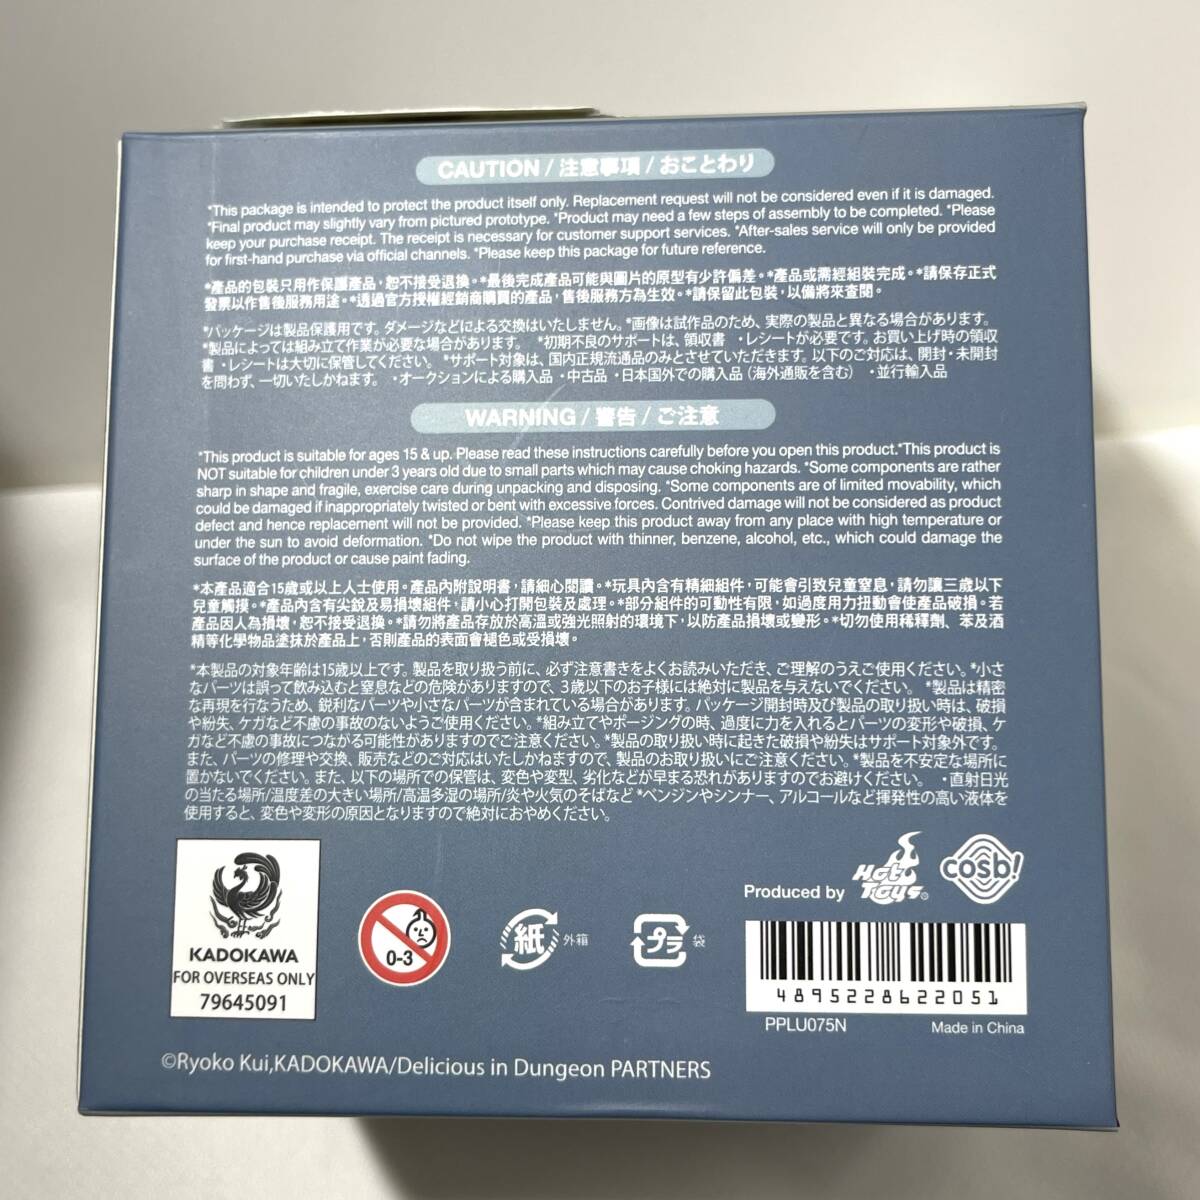 CAUTION / 注意事項 / おことわり
*This package is intended to protect the product itself only. Replacement request will not be considered even if it is damaged.
*Final product may slightly vary from pictured prototype. *Product may need a few steps of assembly to be completed. *Please
keep your purchase receipt. The receipt is necessary for customer support services. *After-sales service will only be provided
for first-hand purchase via official channels. *Please keep this package for future reference.
*產品的包裝只用作保護產品，恕不接受退換。*最後完成產品可能與圖片的原型有少許偏差。*產品或需經組裝完成。*請保存正式
發票以作售後服務用途。*透過官方授權經銷商購買的產品，售後服務方為生效。*請保留此包裝，以備將來查閱。
*パッケージは製品保護用です。ダメージなどによる交換はいたしません。*画像は試作品のため、実際の製品と異なる場合があります。
*製品によっては組み立て作業が必要な場合があります。 *初期不良のサポートは、領収書 ・レシートが必要です。お買い上げ時の領収
書 ・レシートは大切に保管してください。 *サポート対象は、国内正規流通品のみとさせていただきます。以下のご対応は、開封・未開封
を問わず、一切いたしかねます。 ・オークションによる購入品 ・中古品 ・日本国外での購入品（海外通販を含む） ・並行輸入品
WARNING / 警告 / ご注意
*This product is suitable for ages 15 & up. Please read these instructions carefully before you open this product.*This product is
NOT suitable for children under 3 years old due to small parts which may cause choking hazards. *Some components are rather
sharp in shape and fragile, exercise care during unpacking and disposing. *Some components are of limited movability, which
could be damaged if inappropriately twisted or bent with excessive forces. Contrived damage will not be considered as product
defect and hence replacement will not be provided. *Please keep this product away from any place with high temperature or
under the sun to avoid deformation. *Do not wipe the product with thinner, benzene, alcohol, etc., which could damage the
surface of the product or cause paint fading.
*本產品適合15歲或以上人士使用。產品內附說明書，請細心閱讀。*玩具內含有精細組件，可能會引致兒童窒息，請勿讓三歲以下
兒童觸摸。*產品內含有尖銳及易損壞組件，請小心打開包裝及處理。*部分組件的可動性有限，如過度用力扭動會使產品破損。若
產品因人為損壞，恕不接受退換。*請勿將產品存放於高溫或強光照射的環境下，以防產品損壞或變形。*切勿使用稀釋劑、苯及酒
精等化學物品塗抹於產品上，否則產品的表面會褪色或受損壞。
*本製品の対象年齢は15歳以上です。製品を取り扱う前に、必ず注意書きをよくお読みいただき、ご理解のうえご使用ください。*小さ
なパーツは誤って飲み込むと窒息などの危険がありますので、3歳以下のお子様には絶対に製品を与えないでください。 *製品は精密
な再現を行なうため、鋭利なパーツや小さなパーツが含まれている場合があります。パッケージ開封時及び製品の取り扱い時は、破損
や紛失、ケガなど不慮の事故のないようご使用ください。*組み立てやポージングの時、過度に力を入れるとパーツの変形や破損、ケ
ガなど不慮の事故につながる可能性がありますのでご注意ください。*製品の取り扱い時に起きた破損や紛失はサポート対象外です。
また、パーツの修理や交換、販売などのご対応はいたしかねますので、製品のお取り扱いにご注意ください。*製品を不安定な場所に
置かないでください。また、以下の場所での保管は、変色や変型、劣化などが早まる恐れがありますのでお避けください。 ・直射日光
の当たる場所/温度差の大きい場所/高温多湿の場所/炎や火気のそばなど *ベンジンやシンナー、アルコールなど揮発性の高い液体を
使用すると、変色や変形の原因となりますので絶対におやめください。
KADOKAWA
FOR OVERSEAS ONLY
79645091
0-3
紙 外箱
プラ 袋
Produced by Hot Toys cosb!
4895228622051
PPLU075N Made in China
©Ryoko Kui,KADOKAWA/Delicious in Dungeon PARTNERS